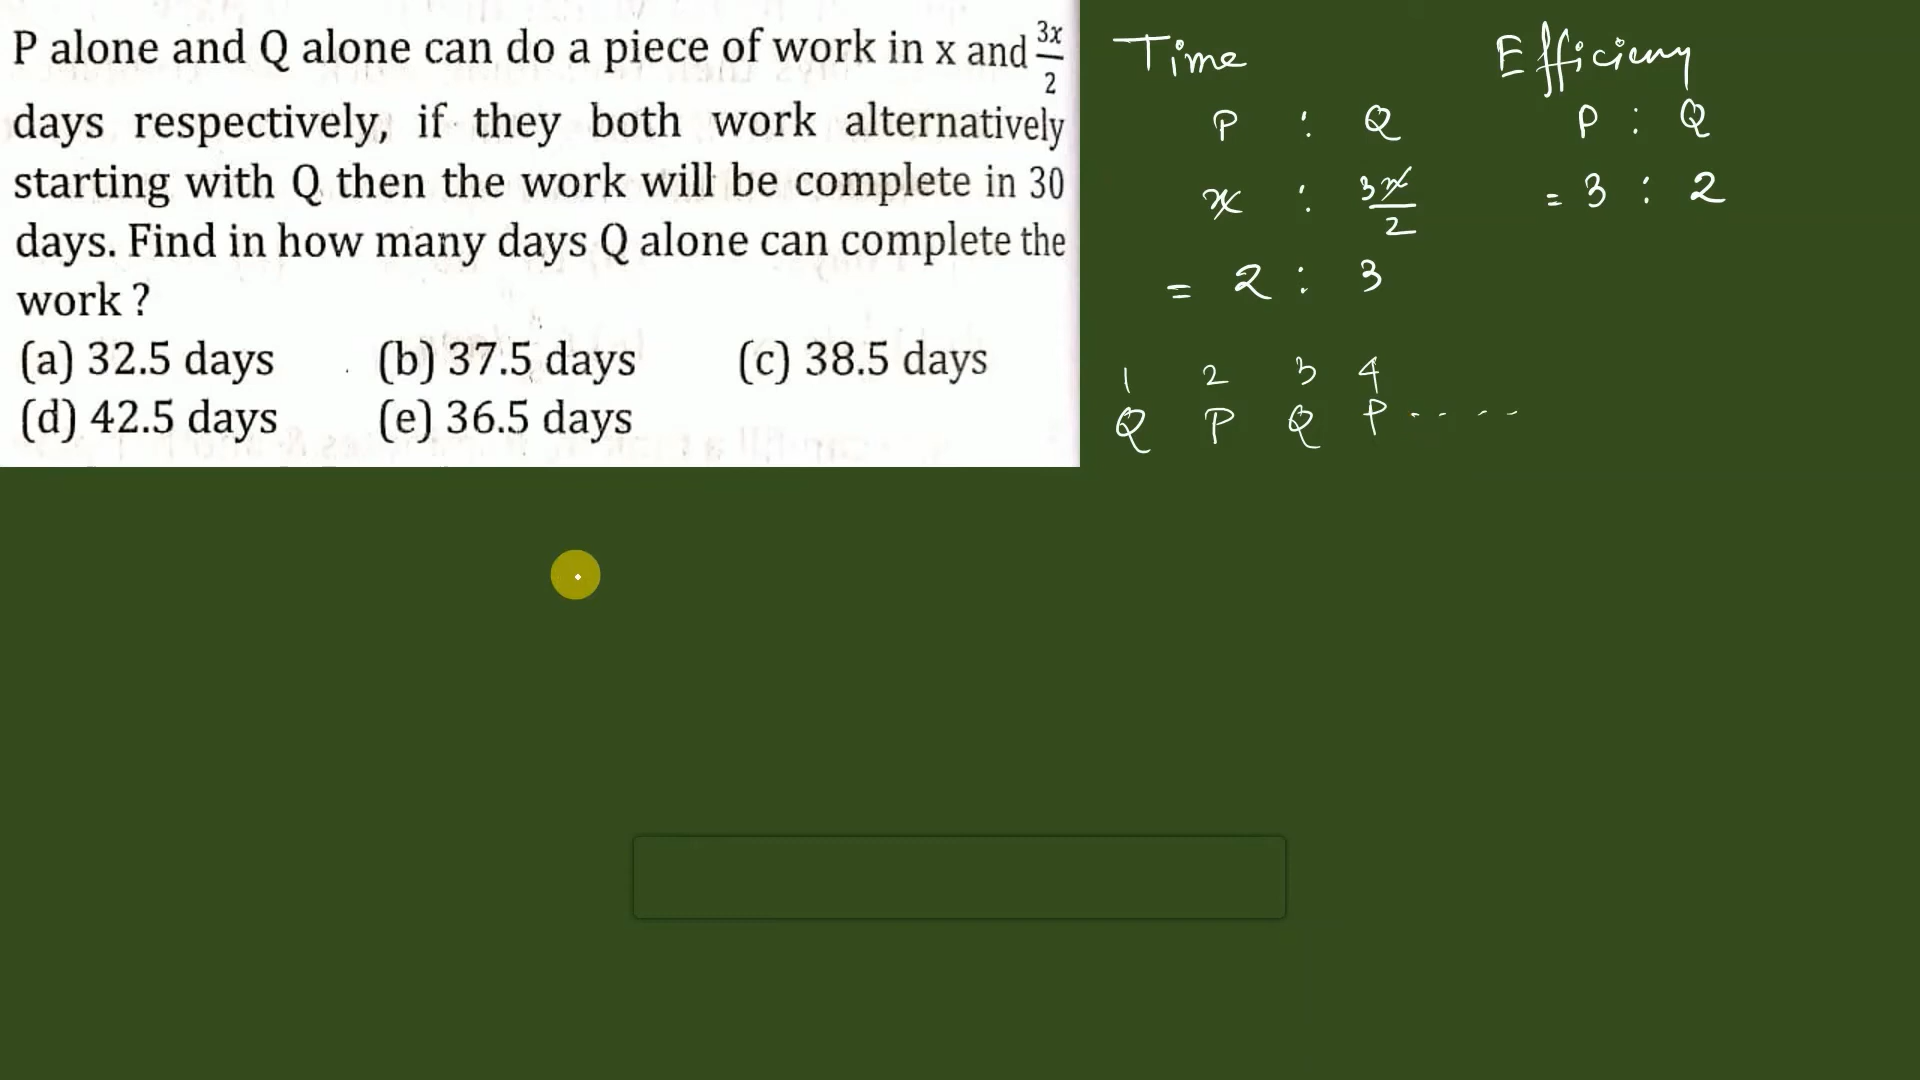 P alone and Q alone can do a piece of work in x and 3x/2
days respectively, if they both work alternatively
starting with Q then the work will be complete in 30
days. Find in how many days Q alone can complete the
work ?
(a) 32.5 days (b) 37.5 days (c) 38.5 days
(d) 42.5 days (e) 36.5 days
Time Efficieny
P : Q P : Q
x : 3x/2 = 3 : 2
= 2 : 3
1 2 3 4
Q P Q P .....